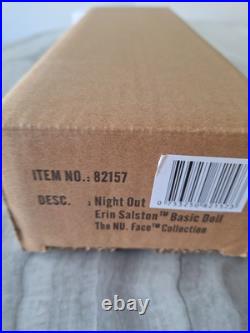 ITEM NO.: 82157
DESC. : Night Out
Erin Salston™ Basic Doll
The NU. Face™ Collection